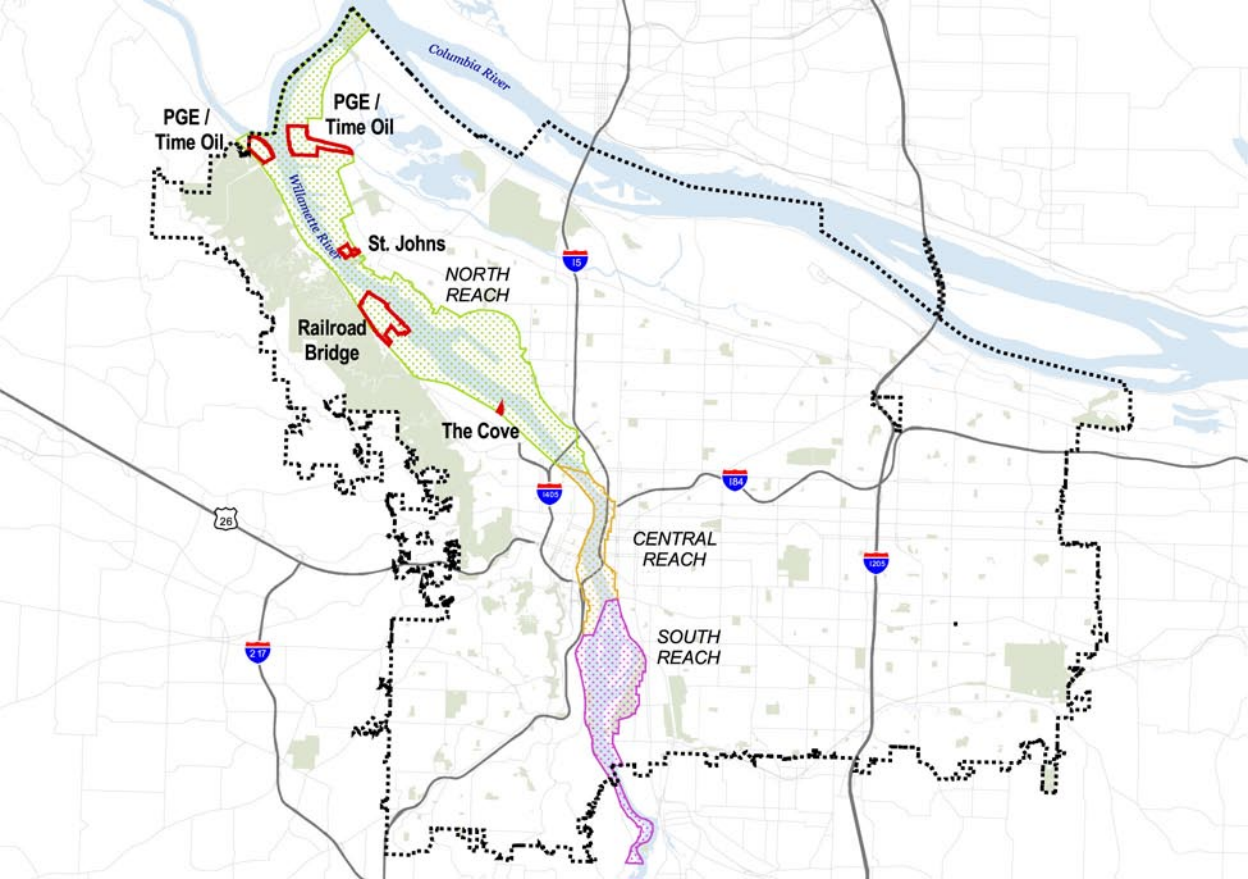 Columbia River
PGE /
Time Oil
PGE /
Time Oil
Willamette River
St. Johns
NORTH
REACH
I5
Railroad
Bridge
The Cove
I84
I405
26
CENTRAL
REACH
I205
SOUTH
REACH
217